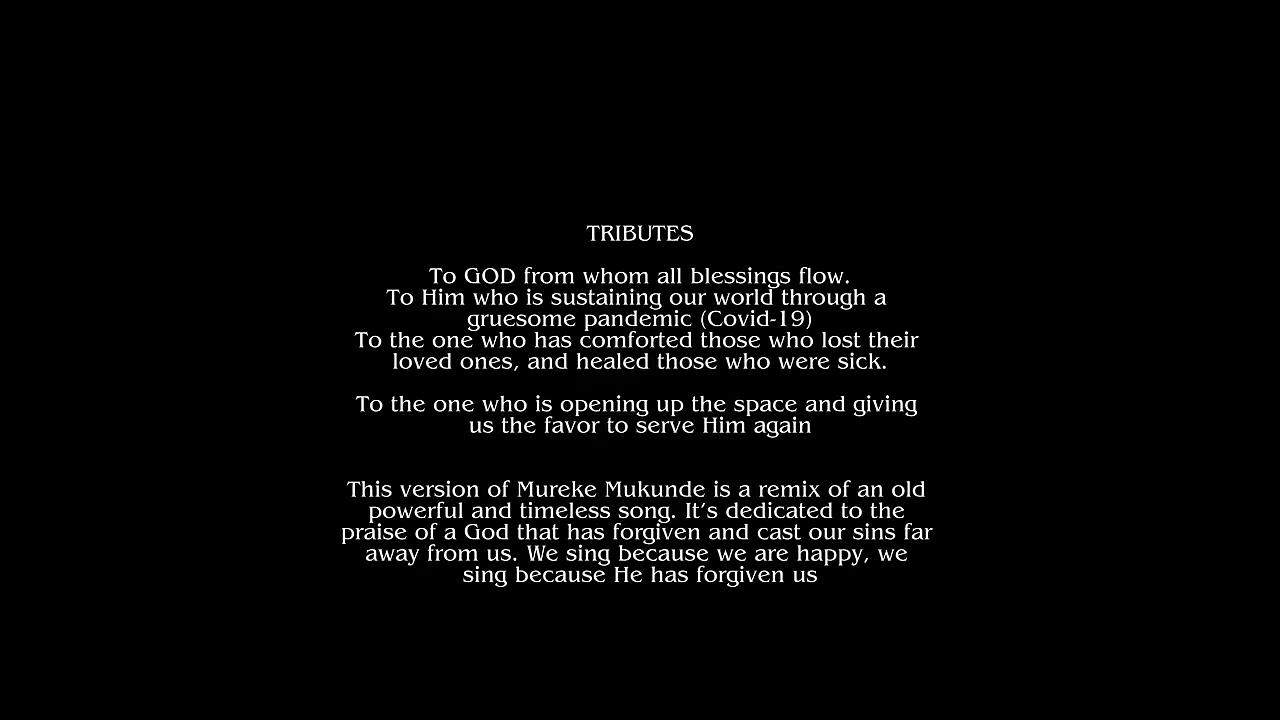 TRIBUTES
To GOD from whom all blessings flow.
To Him who is sustaining our world through a
gruesome pandemic (Covid-19)
To the one who has comforted those who lost their
loved ones, and healed those who were sick.
To the one who is opening up the space and giving
us the favor to serve Him again
This version of Mureke Mukunde is a remix of an old
powerful and timeless song. It’s dedicated to the
praise of a God that has forgiven and cast our sins far
away from us. We sing because we are happy, we
sing because He has forgiven us